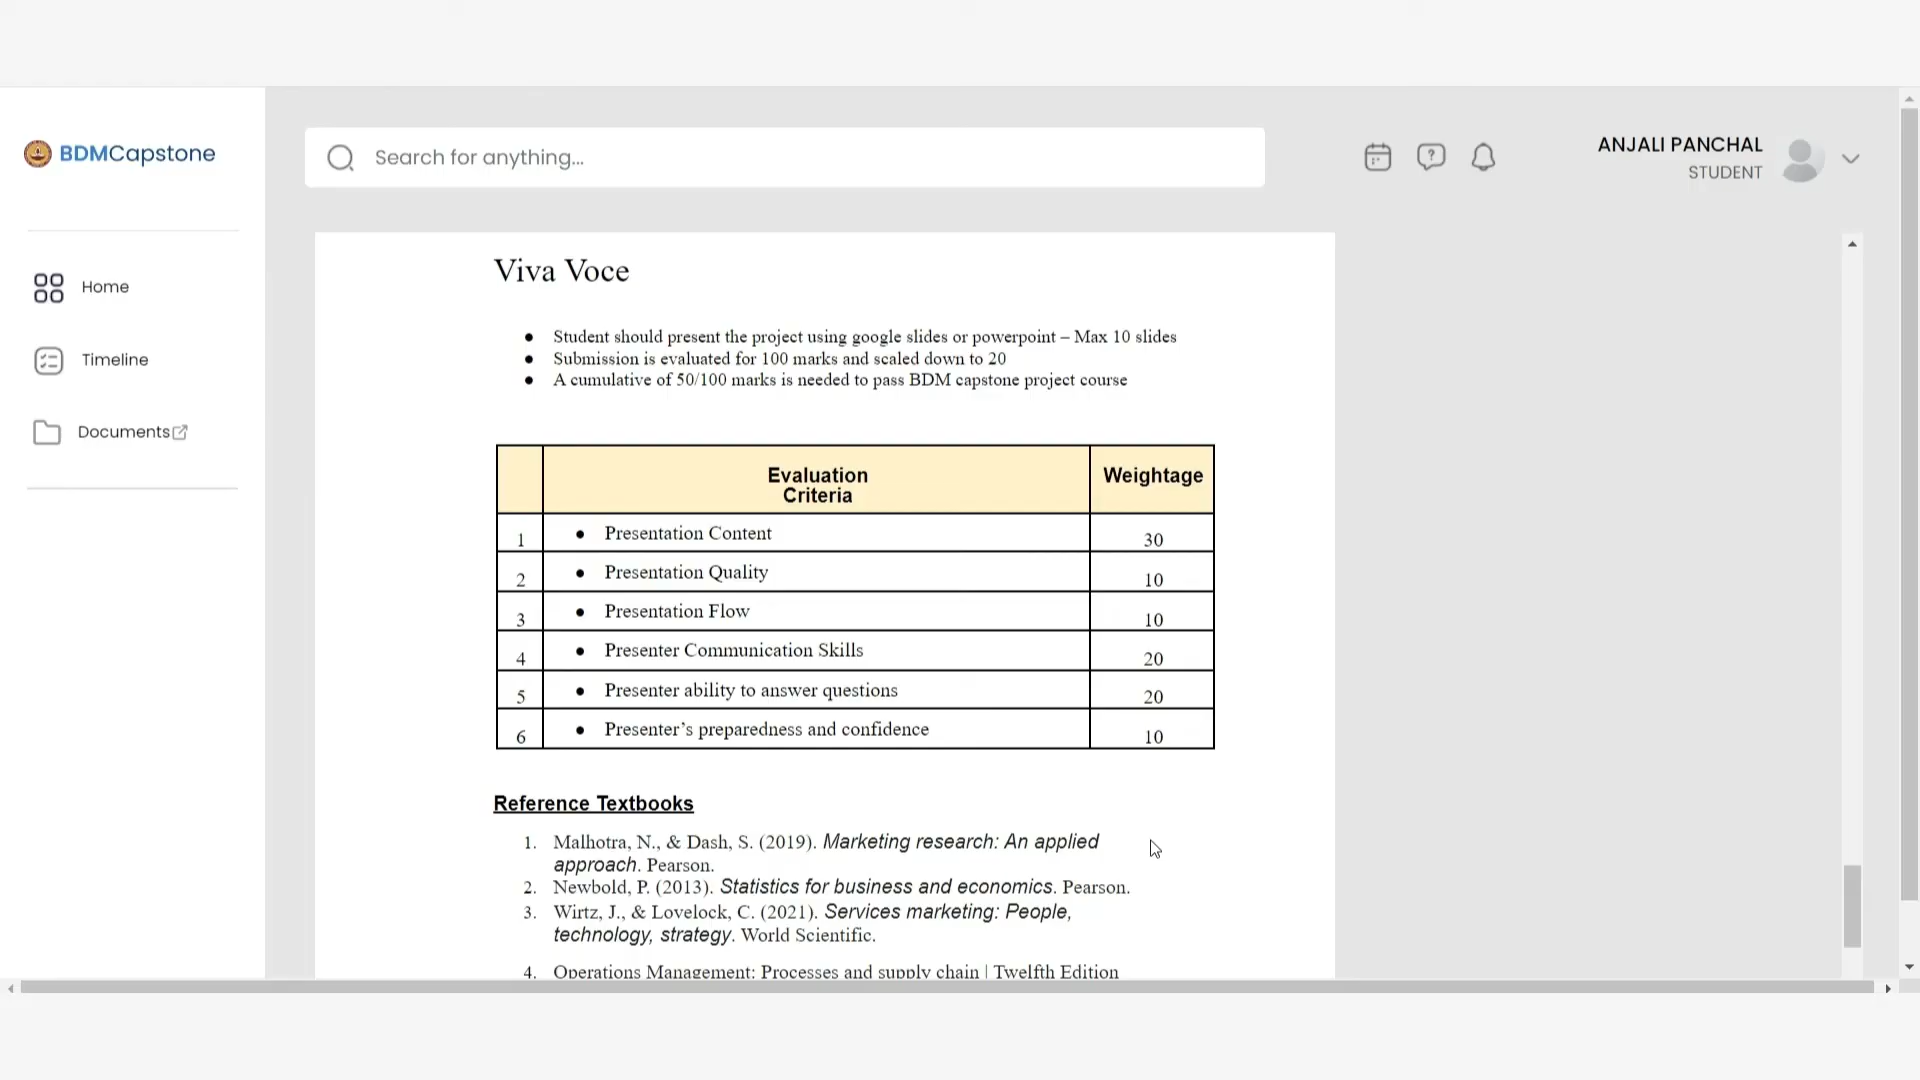 BDMCapstone
Search for anything...
ANJALI PANCHAL
STUDENT
Home
Timeline
Documents
Viva Voce
● Student should present the project using google slides or powerpoint – Max 10 slides
● Submission is evaluated for 100 marks and scaled down to 20
● A cumulative of 50/100 marks is needed to pass BDM capstone project course
Evaluation
Criteria
Weightage
1 ● Presentation Content 30
2 ● Presentation Quality 10
3 ● Presentation Flow 10
4 ● Presenter Communication Skills 20
5 ● Presenter ability to answer questions 20
6 ● Presenter’s preparedness and confidence 10
Reference Textbooks
1. Malhotra, N., & Dash, S. (2019). Marketing research: An applied
approach. Pearson.
2. Newbold, P. (2013). Statistics for business and economics. Pearson.
3. Wirtz, J., & Lovelock, C. (2021). Services marketing: People,
technology, strategy. World Scientific.
4. Operations Management: Processes and supply chain | Twelfth Edition